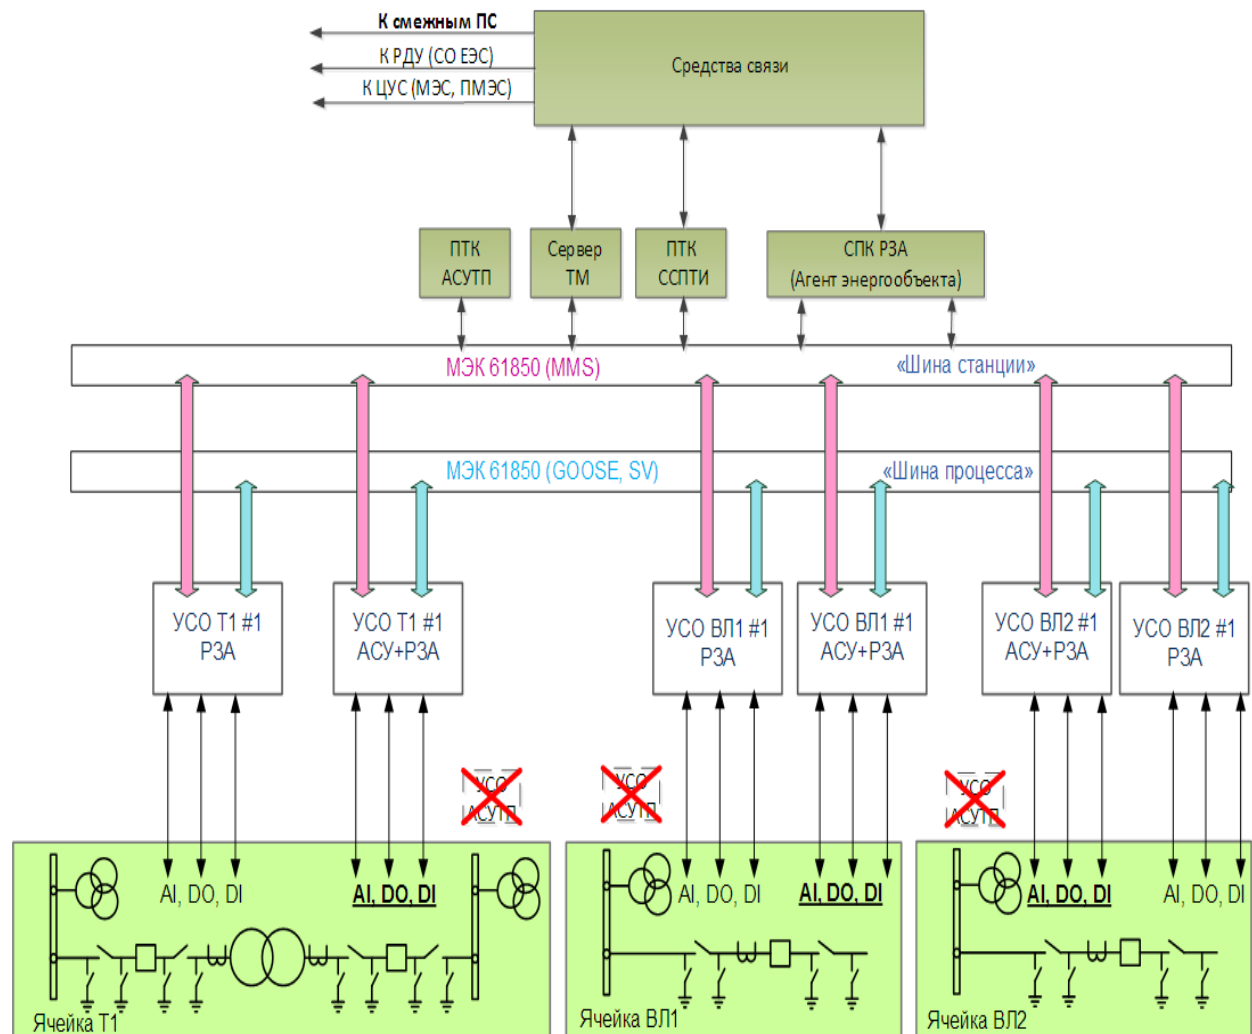 К смежным ПС
К РДУ (СО ЕЭС)
К ЦУС (МЭС, ПМЭС)
Средства связи
ПТК
АСУТП
Сервер
ТМ
ПТК
ССПТИ
СПК РЗА
(Агент энергообъекта)
МЭК 61850 (MMS)
«Шина станции»
МЭК 61850 (GOOSE, SV)
«Шина процесса»
УСО Т1 #1
РЗА
УСО Т1 #1
АСУ+РЗА
УСО ВЛ1 #1
РЗА
УСО ВЛ1 #1
АСУ+РЗА
УСО ВЛ2 #1
АСУ+РЗА
УСО ВЛ2 #1
РЗА
УСО
АСУТП
УСО
АСУТП
УСО
АСУТП
AI, DO, DI
AI, DO, DI
AI, DO, DI
AI, DO, DI
AI, DO, DI
AI, DO, DI
Ячейка Т1
Ячейка ВЛ1
Ячейка ВЛ2